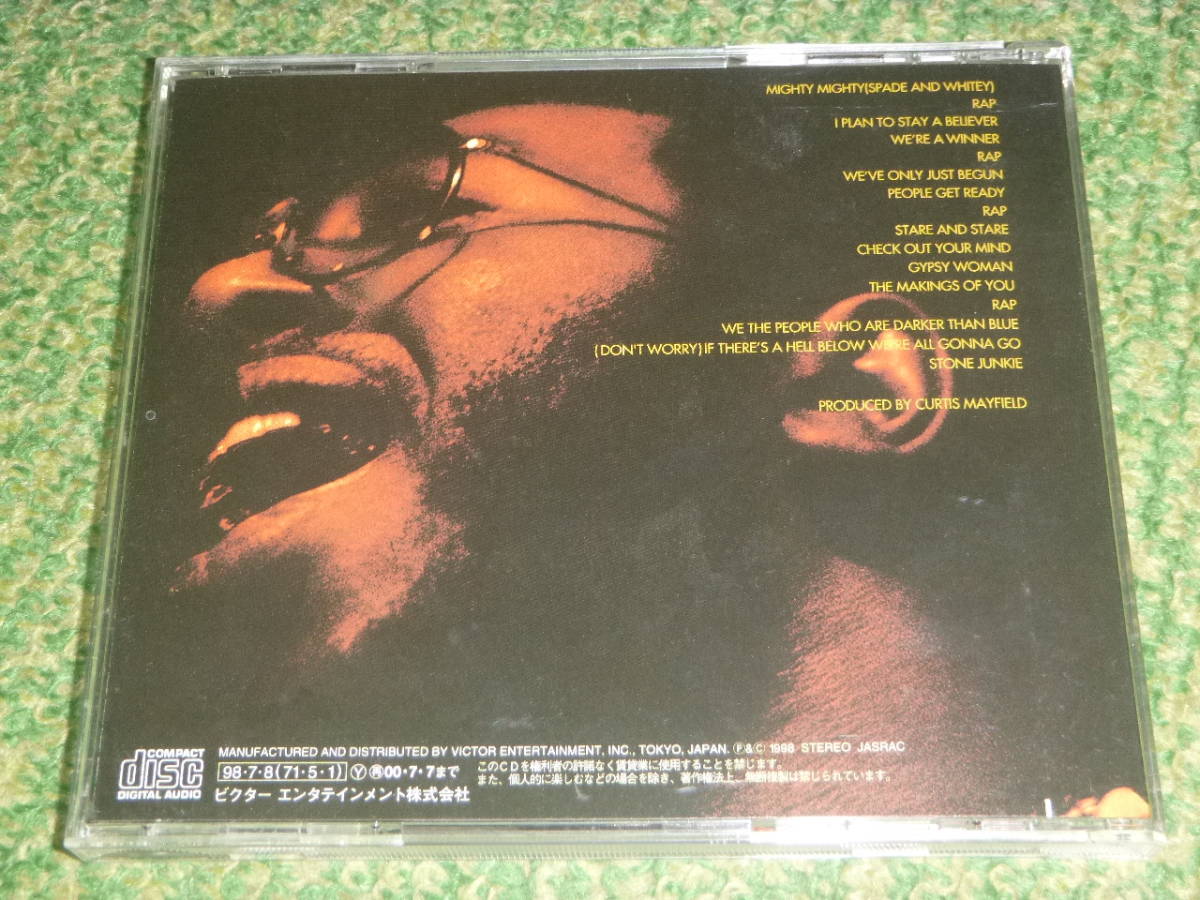 MIGHTY MIGHTY(SPADE AND WHITEY)
RAP
I PLAN TO STAY A BELIEVER
WE'RE A WINNER
RAP
WE'VE ONLY JUST BEGUN
PEOPLE GET READY
RAP
STARE AND STARE
CHECK OUT YOUR MIND
GYPSY WOMAN
THE MAKINGS OF YOU
RAP
WE THE PEOPLE WHO ARE DARKER THAN BLUE
(DON'T WORRY)IF THERE'S A HELL BELOW WE'RE ALL GONNA GO
STONE JUNKIE
PRODUCED BY CURTIS MAYFIELD
COMPACT
disc
DIGITAL AUDIO
MANUFACTURED AND DISTRIBUTED BY VICTOR ENTERTAINMENT, INC., TOKYO, JAPAN. Ⓟ&Ⓒ 1998 STEREO JASRAC
98・7・8(71・5・1) Ⓨ㊐00・7・7まで
このCDを権利者の許諾なく賃貸業に使用することを禁じます。
また、個人的に楽しむなどの場合を除き、著作権法上、無断複製は禁じられています。
ビクター エンタテインメント株式会社